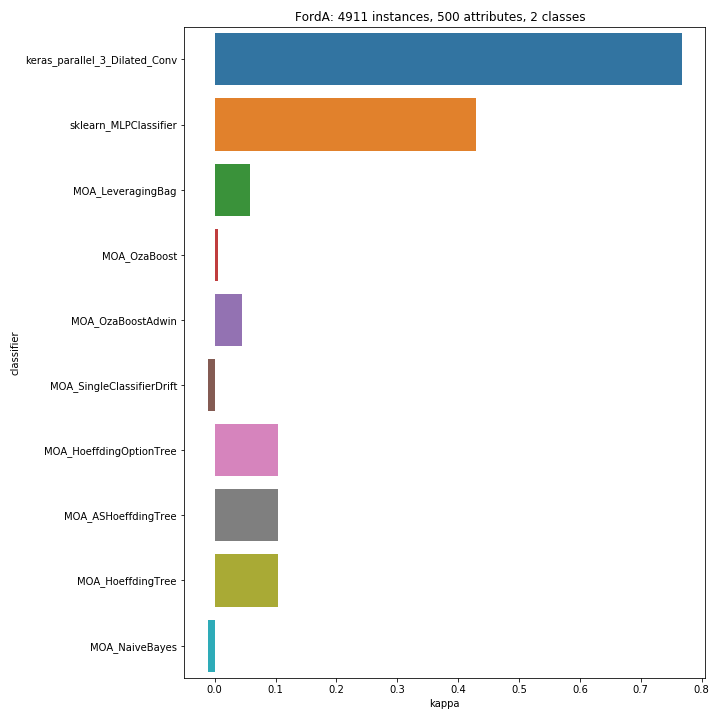 FordA: 4911 instances, 500 attributes, 2 classes
keras_parallel_3_Dilated_Conv
sklearn_MLPClassifier
MOA_LeveragingBag
MOA_OzaBoost
MOA_OzaBoostAdwin
MOA_SingleClassifierDrift
MOA_HoeffdingOptionTree
MOA_ASHoeffdingTree
MOA_HoeffdingTree
MOA_NaiveBayes
classifier
0.0 0.1 0.2 0.3 0.4 0.5 0.6 0.7 0.8
kappa